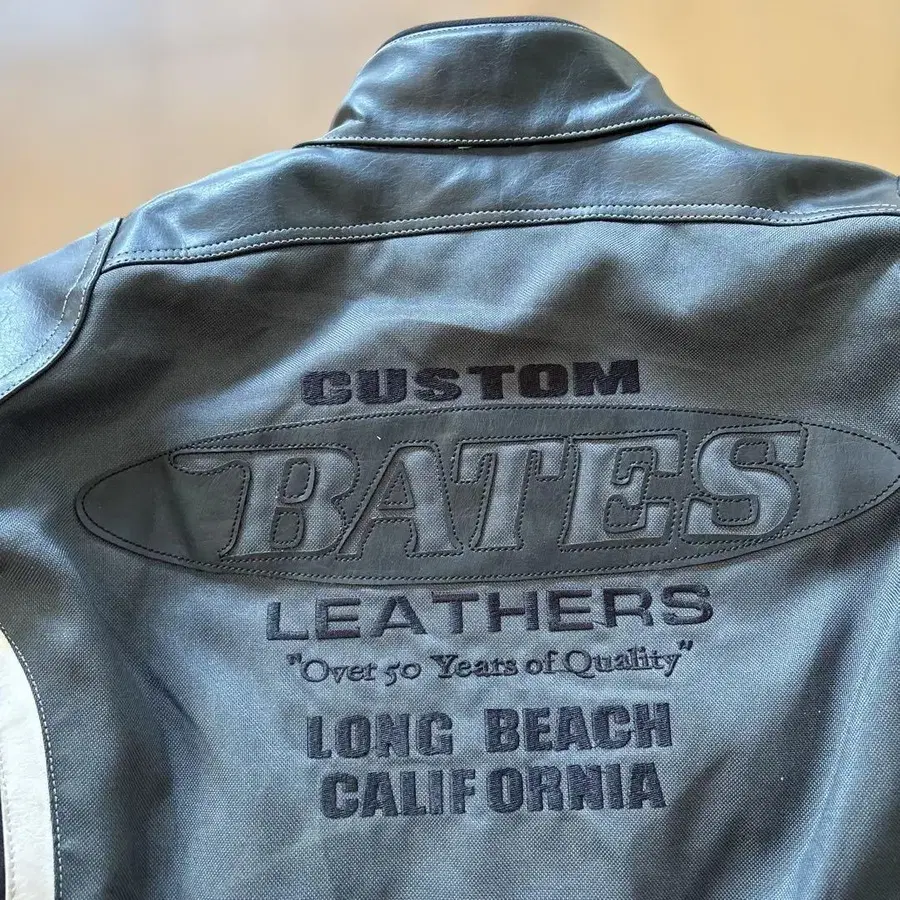 CUSTOM
BATES
LEATHERS
"Over 50 Years of Quality"
LONG BEACH
CALIFORNIA